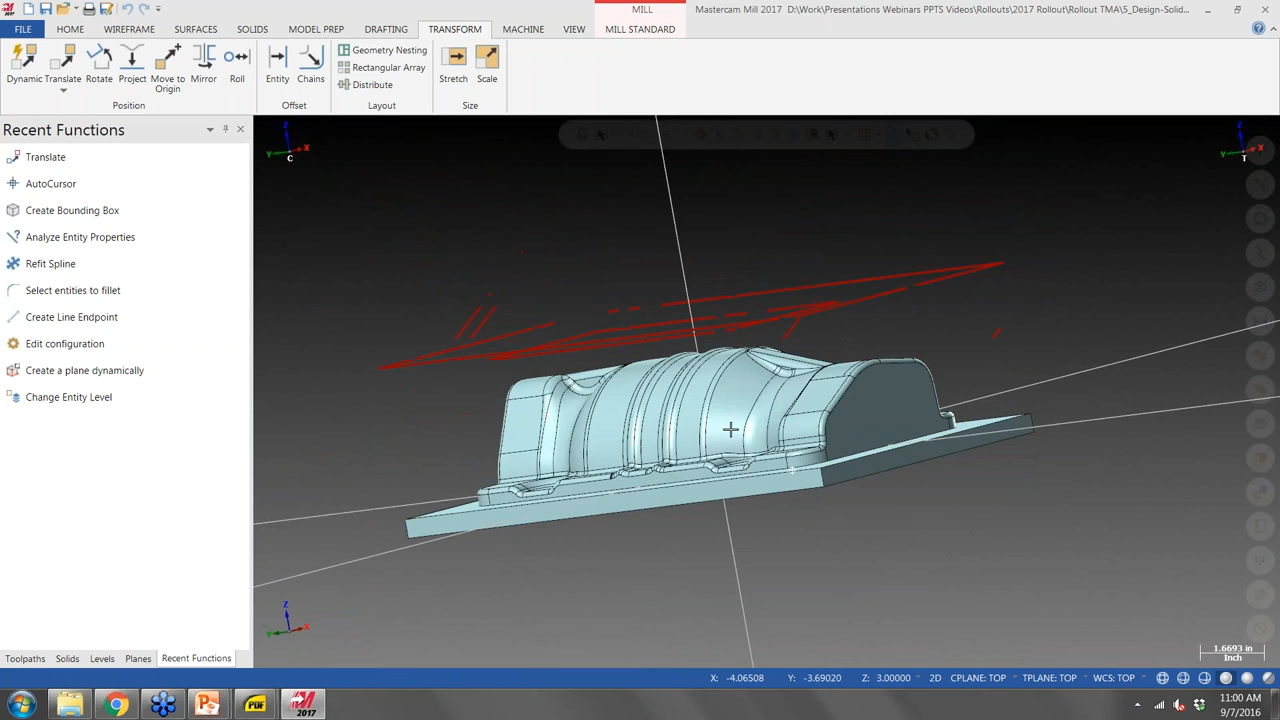 MILL
Mastercam Mill 2017 D:\Work\Presentations Webinars PPTS Videos\Rollouts\2017 Rollout\Rollout TMA\5_Design-Solid...
FILE HOME WIREFRAME SURFACES SOLIDS MODEL PREP DRAFTING TRANSFORM MACHINE VIEW MILL STANDARD
Dynamic Translate Rotate Project Move to Origin Mirror Roll
Position
Entity Chains
Offset
Geometry Nesting
Rectangular Array
Distribute
Layout
Stretch Scale
Size
Recent Functions
Translate
AutoCursor
Create Bounding Box
Analyze Entity Properties
Refit Spline
Select entities to fillet
Create Line Endpoint
Edit configuration
Create a plane dynamically
Change Entity Level
Z
Y X
C
Z
Y X
T
Z
Y X
1.6693 in
Inch
Toolpaths Solids Levels Planes Recent Functions
X: -4.06508 Y: -3.69020 Z: 3.00000 2D CPLANE: TOP TPLANE: TOP WCS: TOP
PDF
2017
11:00 AM
9/7/2016